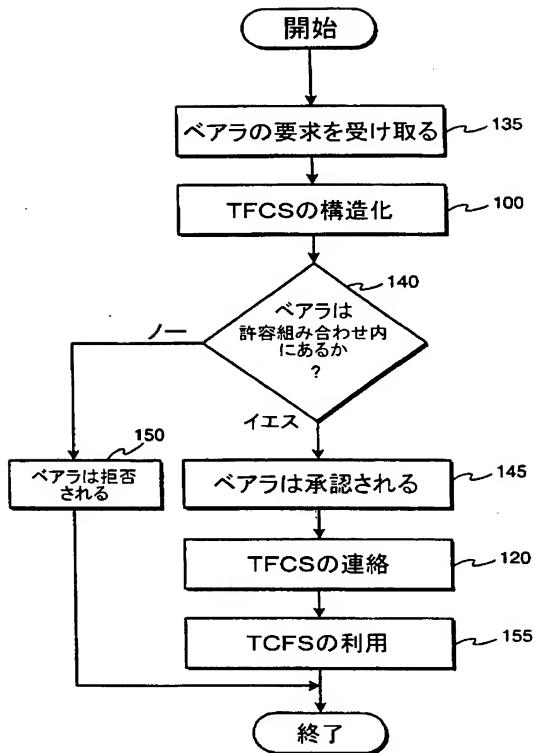 開始
ベアラの要求を受け取る
135
TFCSの構造化
100
140
ベアラは
許容組み合わせ内
にあるか
?
ノー
イエス
150
ベアラは拒否
される
ベアラは承認される
145
TFCSの連絡
120
TCFSの利用
155
終了